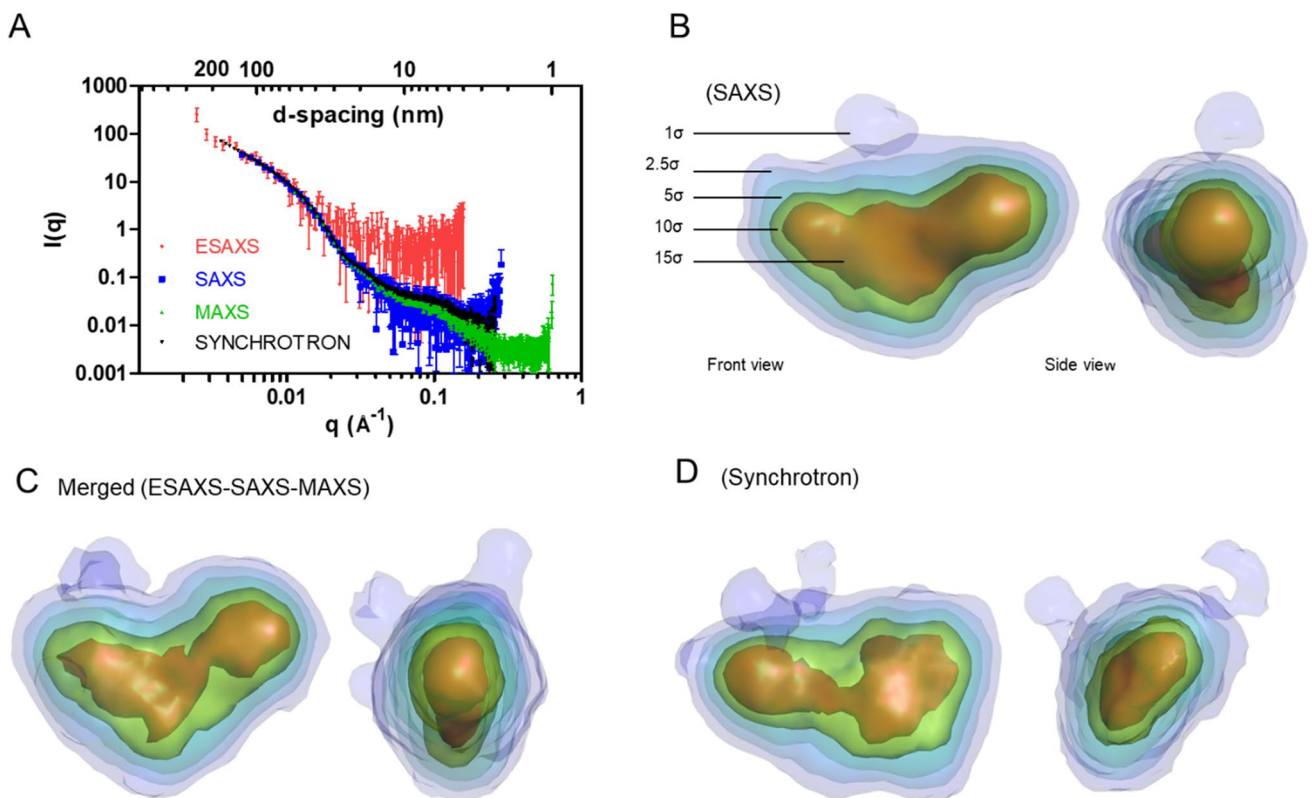 A
200 100 10 1
d-spacing (nm)
1000
100
10
1
0.1
0.01
0.001
I(q)
ESAXS
SAXS
MAXS
SYNCHROTRON
0.01 0.1 1
q (Å⁻¹)
B
(SAXS)
1σ
2.5σ
5σ
10σ
15σ
Front view Side view
C Merged (ESAXS-SAXS-MAXS)
D (Synchrotron)